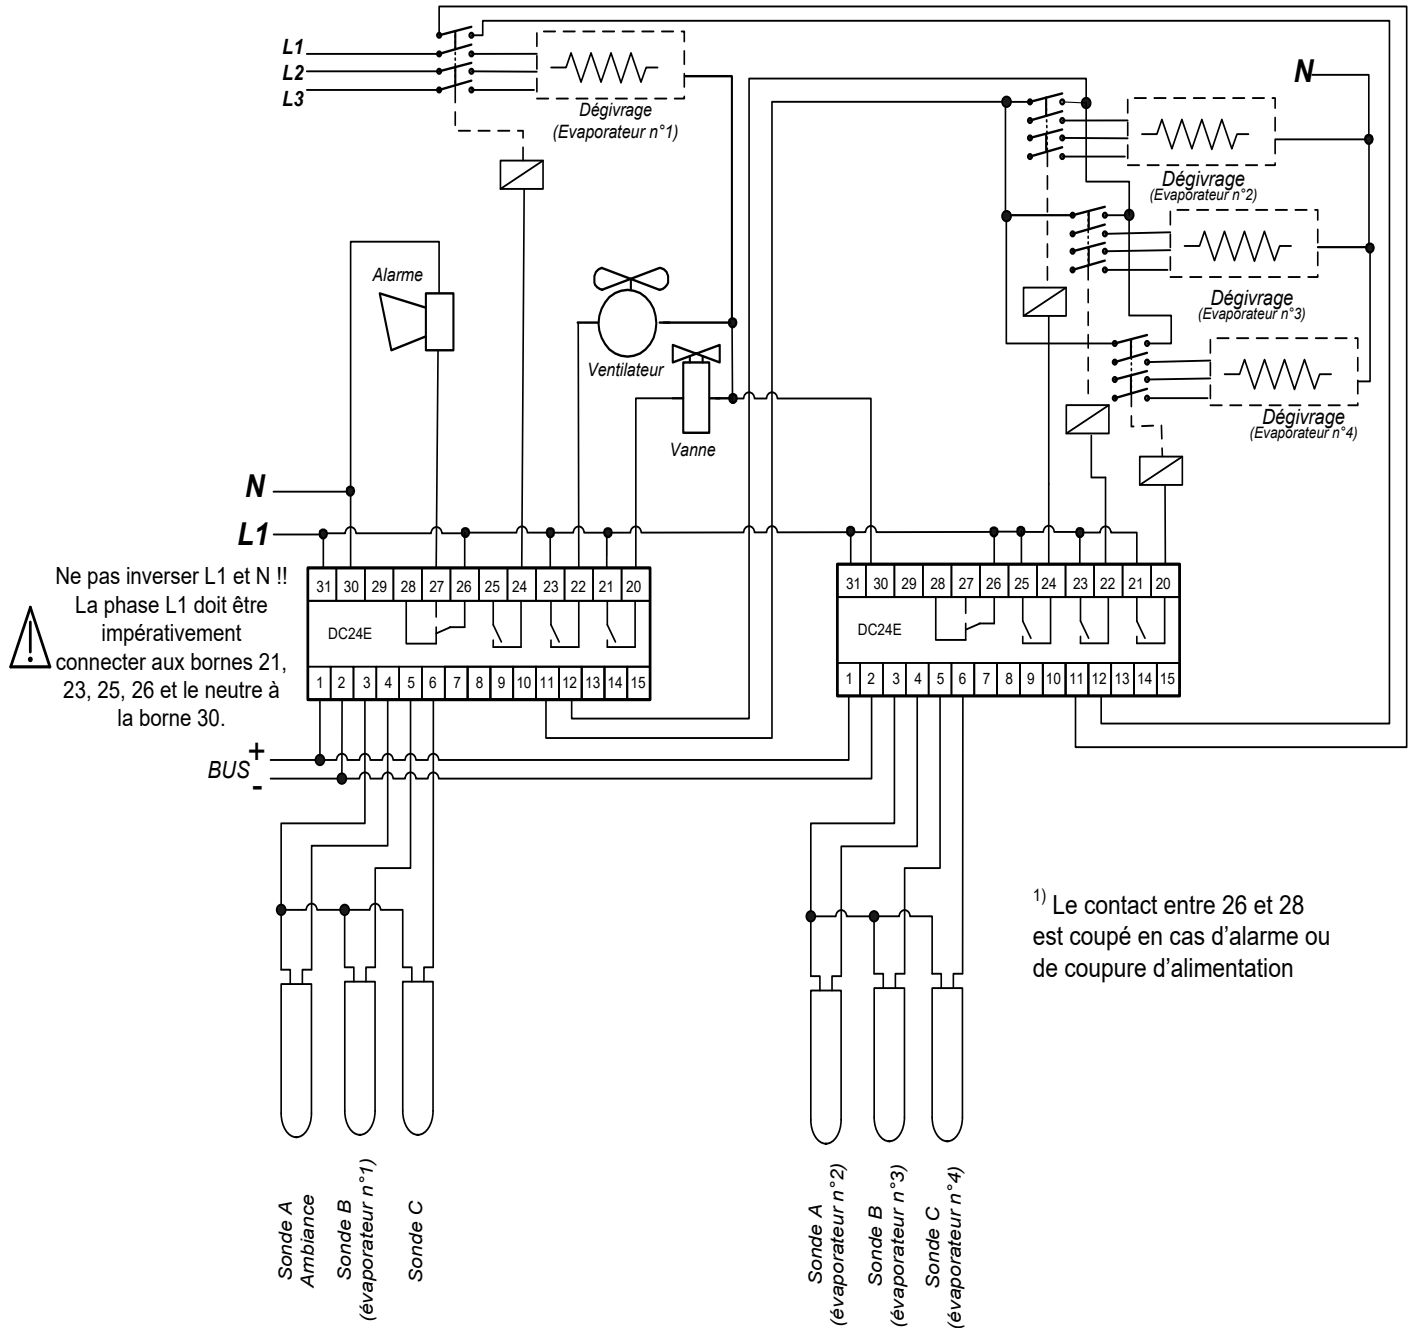 L1
L2
L3
Dégivrage
(Evaporateur n°1)
N
Dégivrage
(Evaporateur n°2)
Dégivrage
(Evaporateur n°3)
Dégivrage
(Evaporateur n°4)
Alarme
Ventilateur
Vanne
N
L1
Ne pas inverser L1 et N !!
La phase L1 doit être
impérativement
connecter aux bornes 21,
23, 25, 26 et le neutre à
la borne 30.
31 30 29 28 27 26 25 24 23 22 21 20
DC24E
1 2 3 4 5 6 7 8 9 10 11 12 13 14 15
31 30 29 28 27 26 25 24 23 22 21 20
DC24E
1 2 3 4 5 6 7 8 9 10 11 12 13 14 15
+
BUS
-
1) Le contact entre 26 et 28
est coupé en cas d'alarme ou
de coupure d'alimentation
Sonde A
Ambiance
Sonde B
(évaporateur n°1)
Sonde C
Sonde A
(évaporateur n°2)
Sonde B
(évaporateur n°3)
Sonde C
(évaporateur n°4)